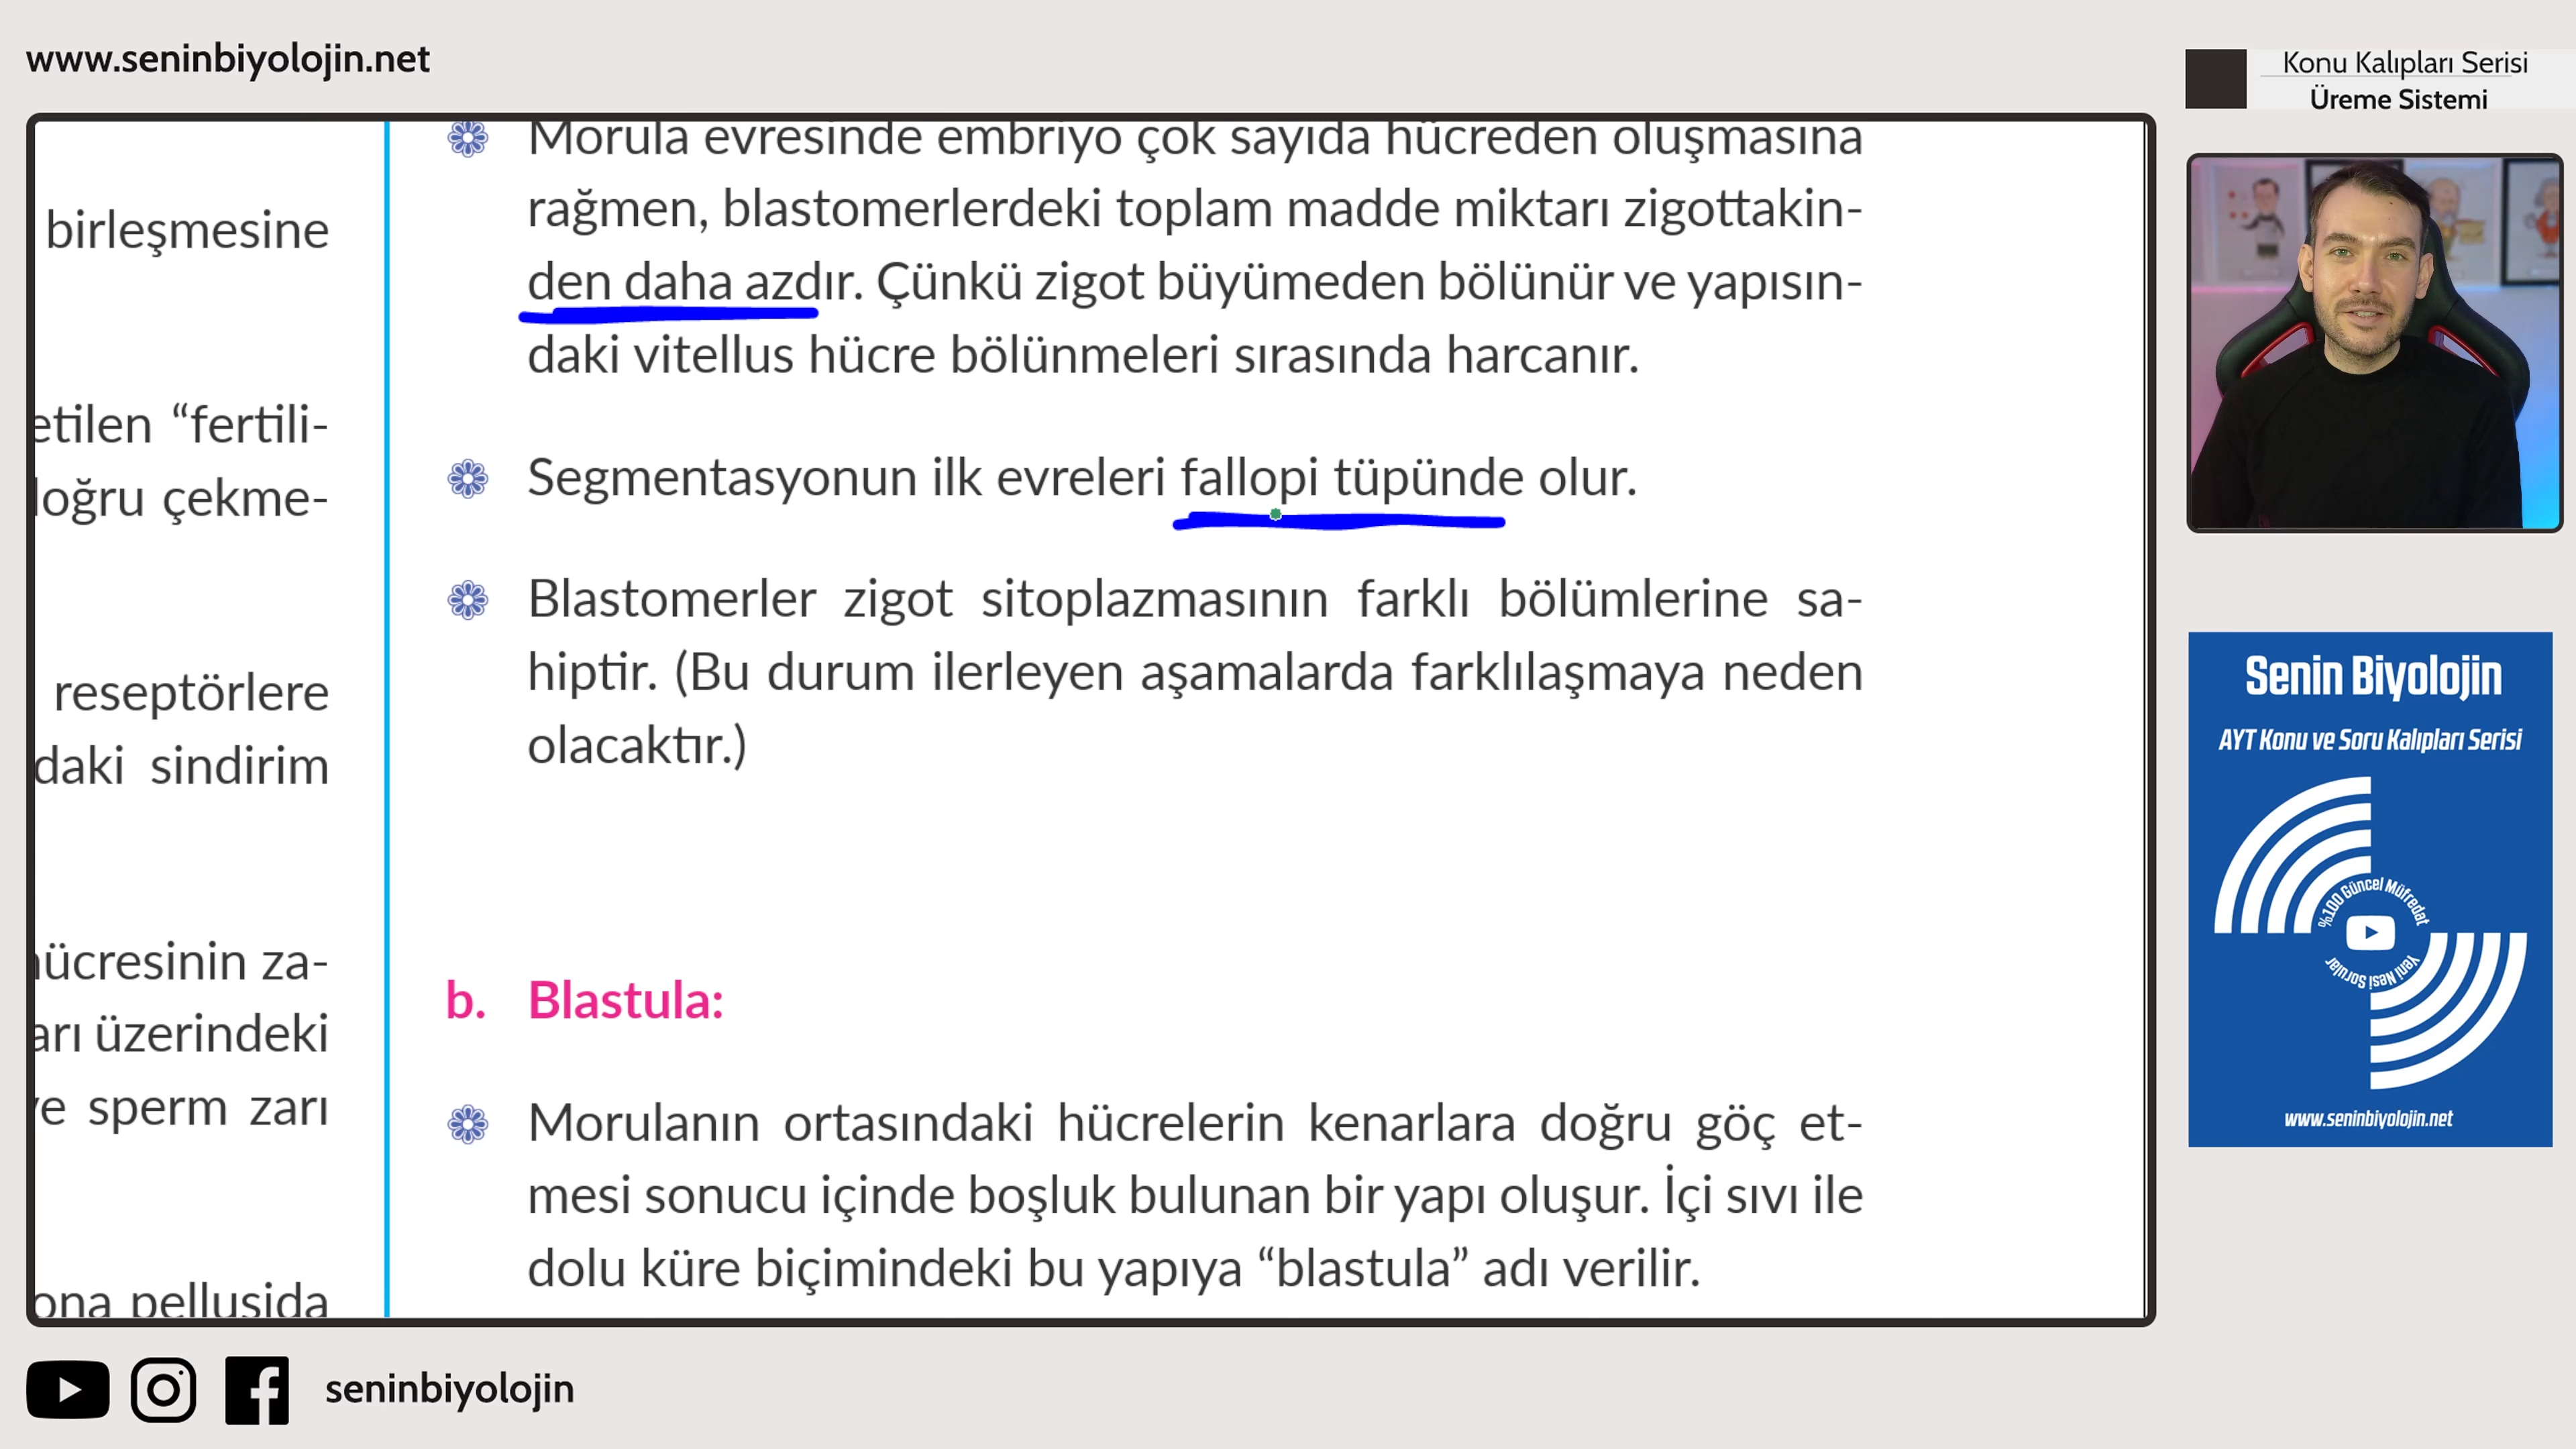 www.seninbiyolojin.net
Konu Kalıpları Serisi
Üreme Sistemi
birleşmesine
etilen “fertili-
doğru çekme-
reseptörlere
daki sindirim
hücresinin za-
arı üzerindeki
ve sperm zarı
ona pellusida
Morula evresinde embriyo çok sayıda hücreden oluşmasına
rağmen, blastomerlerdeki toplam madde miktarı zigottakin-
den daha azdır. Çünkü zigot büyümeden bölünür ve yapısın-
daki vitellus hücre bölünmeleri sırasında harcanır.
Segmentasyonun ilk evreleri fallopi tüpünde olur.
Blastomerler zigot sitoplazmasının farklı bölümlerine sa-
hiptir. (Bu durum ilerleyen aşamalarda farklılaşmaya neden
olacaktır.)
b. Blastula:
Morulanın ortasındaki hücrelerin kenarlara doğru göç et-
mesi sonucu içinde boşluk bulunan bir yapı oluşur. İçi sıvı ile
dolu küre biçimindeki bu yapıya “blastula” adı verilir.
Senin Biyolojin
AYT Konu ve Soru Kalıpları Serisi
%100 Güncel Müfredat
Yeni Nesi Sorular
www.seninbiyolojin.net
seninbiyolojin